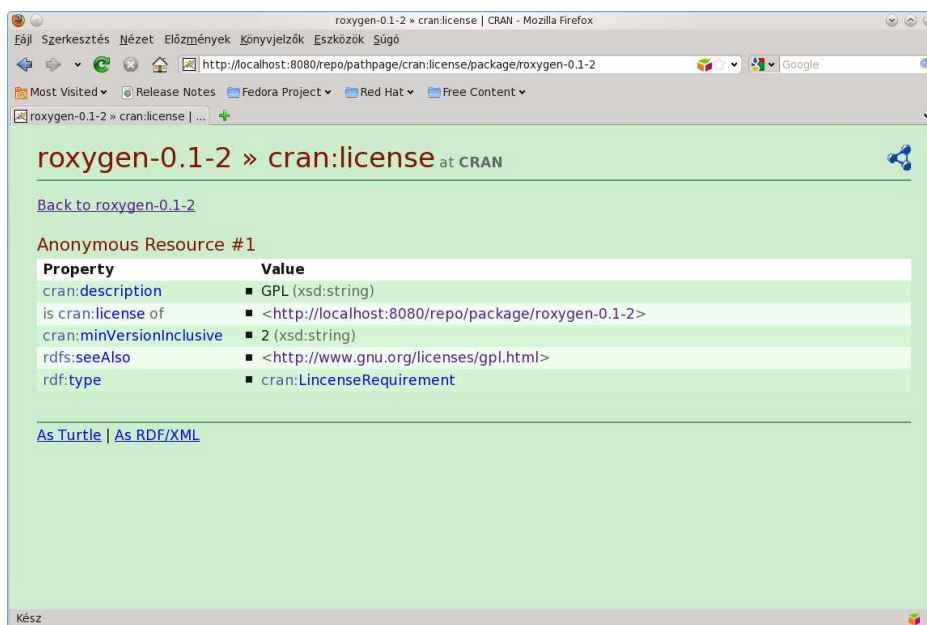 roxygen-0.1-2 » cran:license | CRAN - Mozilla Firefox
Fájl Szerkesztés Nézet Előzmények Könyvjelzők Eszközök Súgó
http://localhost:8080/repo/pathpage/cran:license/package/roxygen-0.1-2 Google
Most Visited Release Notes Fedora Project Red Hat Free Content
roxygen-0.1-2 » cran:license | ...
roxygen-0.1-2 » cran:license at CRAN
Back to roxygen-0.1-2
Anonymous Resource #1
Property Value
cran:description ▪ GPL (xsd:string)
is cran:license of ▪ <http://localhost:8080/repo/package/roxygen-0.1-2>
cran:minVersionInclusive ▪ 2 (xsd:string)
rdfs:seeAlso ▪ <http://www.gnu.org/licenses/gpl.html>
rdf:type ▪ cran:LincenseRequirement
As Turtle | As RDF/XML
Kész